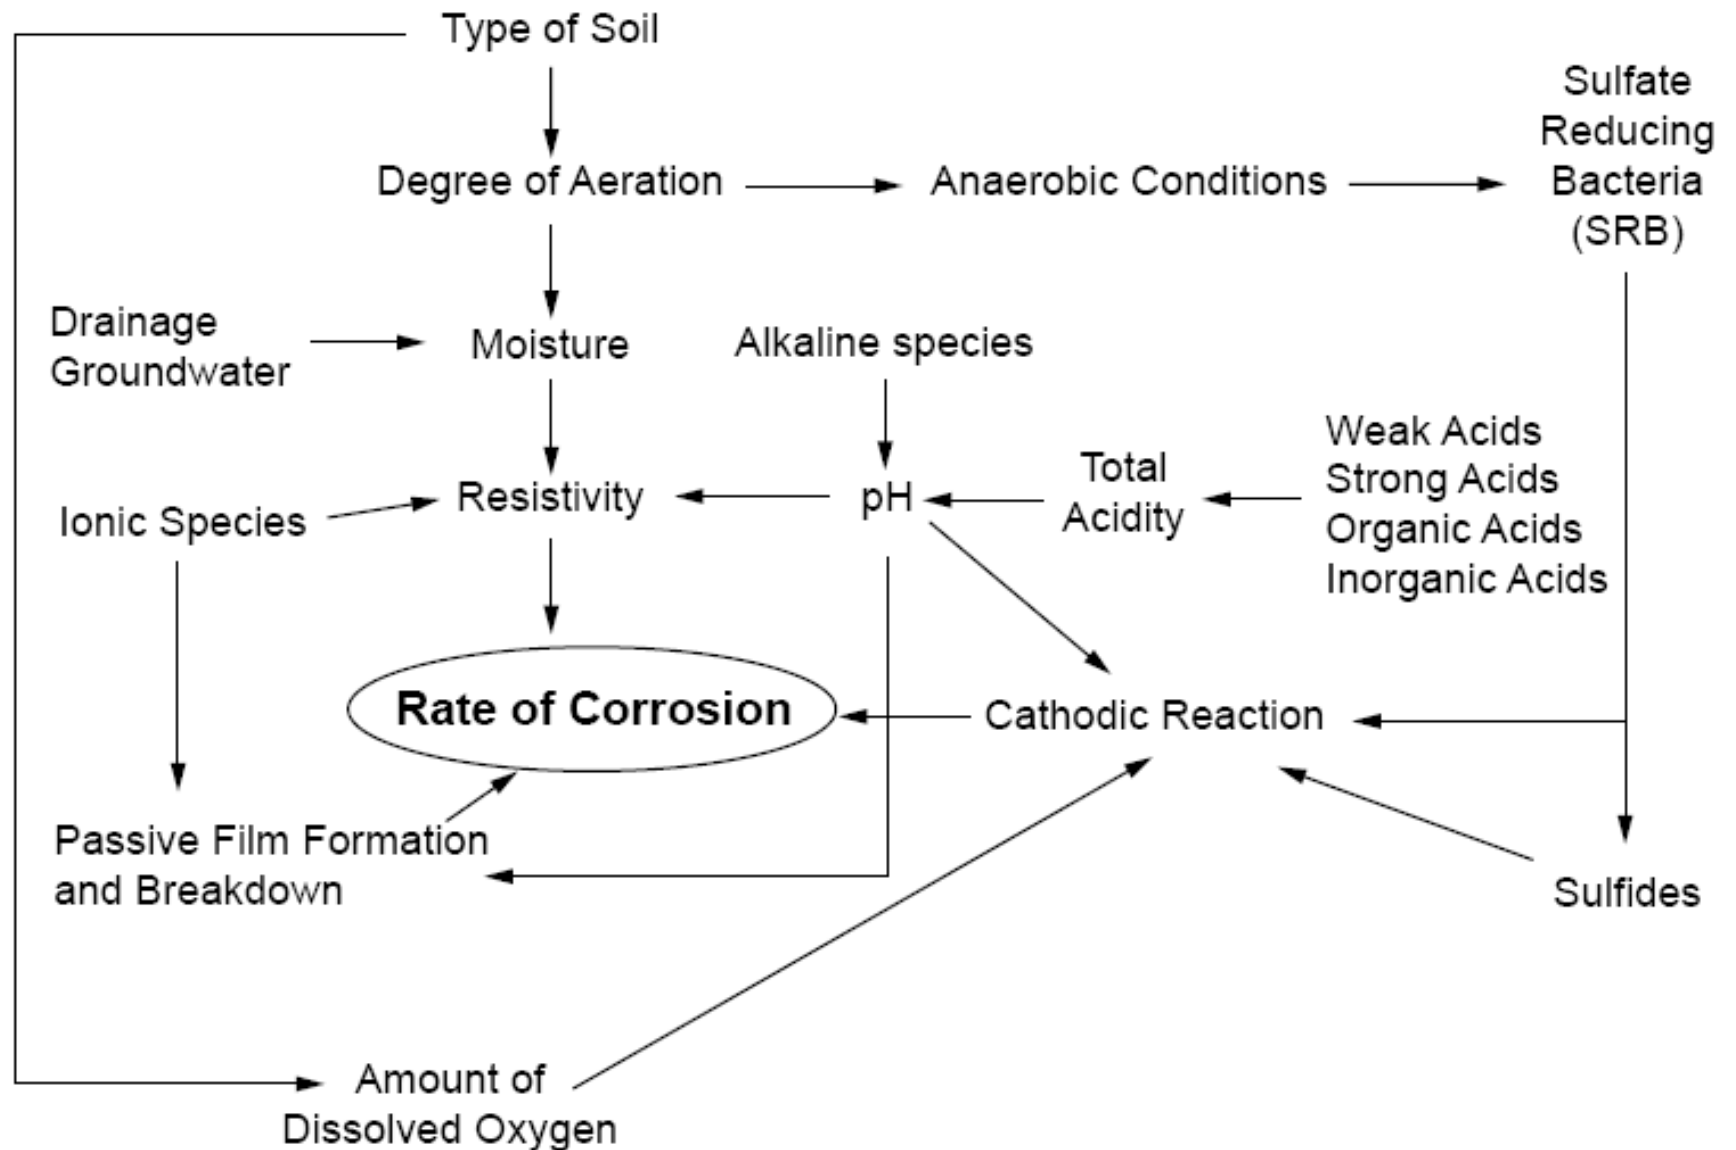 Type of Soil
Sulfate
Reducing
Bacteria
(SRB)
Degree of Aeration
Anaerobic Conditions
Drainage
Groundwater
Moisture
Alkaline species
Weak Acids
Strong Acids
Organic Acids
Inorganic Acids
Total
Acidity
pH
Resistivity
Ionic Species
Rate of Corrosion
Cathodic Reaction
Passive Film Formation
and Breakdown
Sulfides
Amount of
Dissolved Oxygen